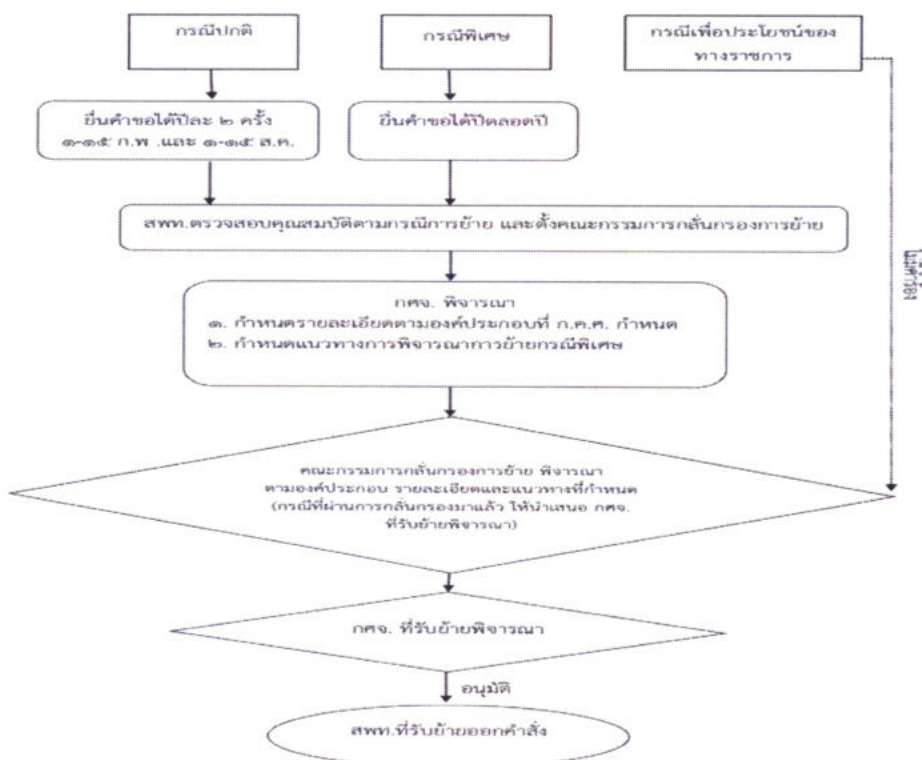 กรณีปกติ
กรณีพิเศษ
กรณีเพื่อประโยชน์ของ
ทางราชการ
ยื่นคำขอได้ปีละ ๒ ครั้ง
๑-๑๕ ก.พ .และ ๑-๑๕ ส.ค.
ยื่นคำขอได้ปีตลอดปี
สพท.ตรวจสอบคุณสมบัติตามกรณีการย้าย และตั้งคณะกรรมการกลั่นกรองการย้าย
กศจ. พิจารณา
๑. กำหนดรายละเอียดตามองค์ประกอบที่ ก.ค.ศ. กำหนด
๒. กำหนดแนวทางการพิจารณาการย้ายกรณีพิเศษ
คณะกรรมการกลั่นกรองการย้าย พิจารณา
ตามองค์ประกอบ รายละเอียดและแนวทางที่กำหนด
(กรณีที่ผ่านการกลั่นกรองมาแล้ว ให้นำเสนอ กศจ.
ที่รับย้ายพิจารณา)
กศจ. ที่รับย้ายพิจารณา
อนุมัติ
สพท.ที่รับย้ายออกคำสั่ง